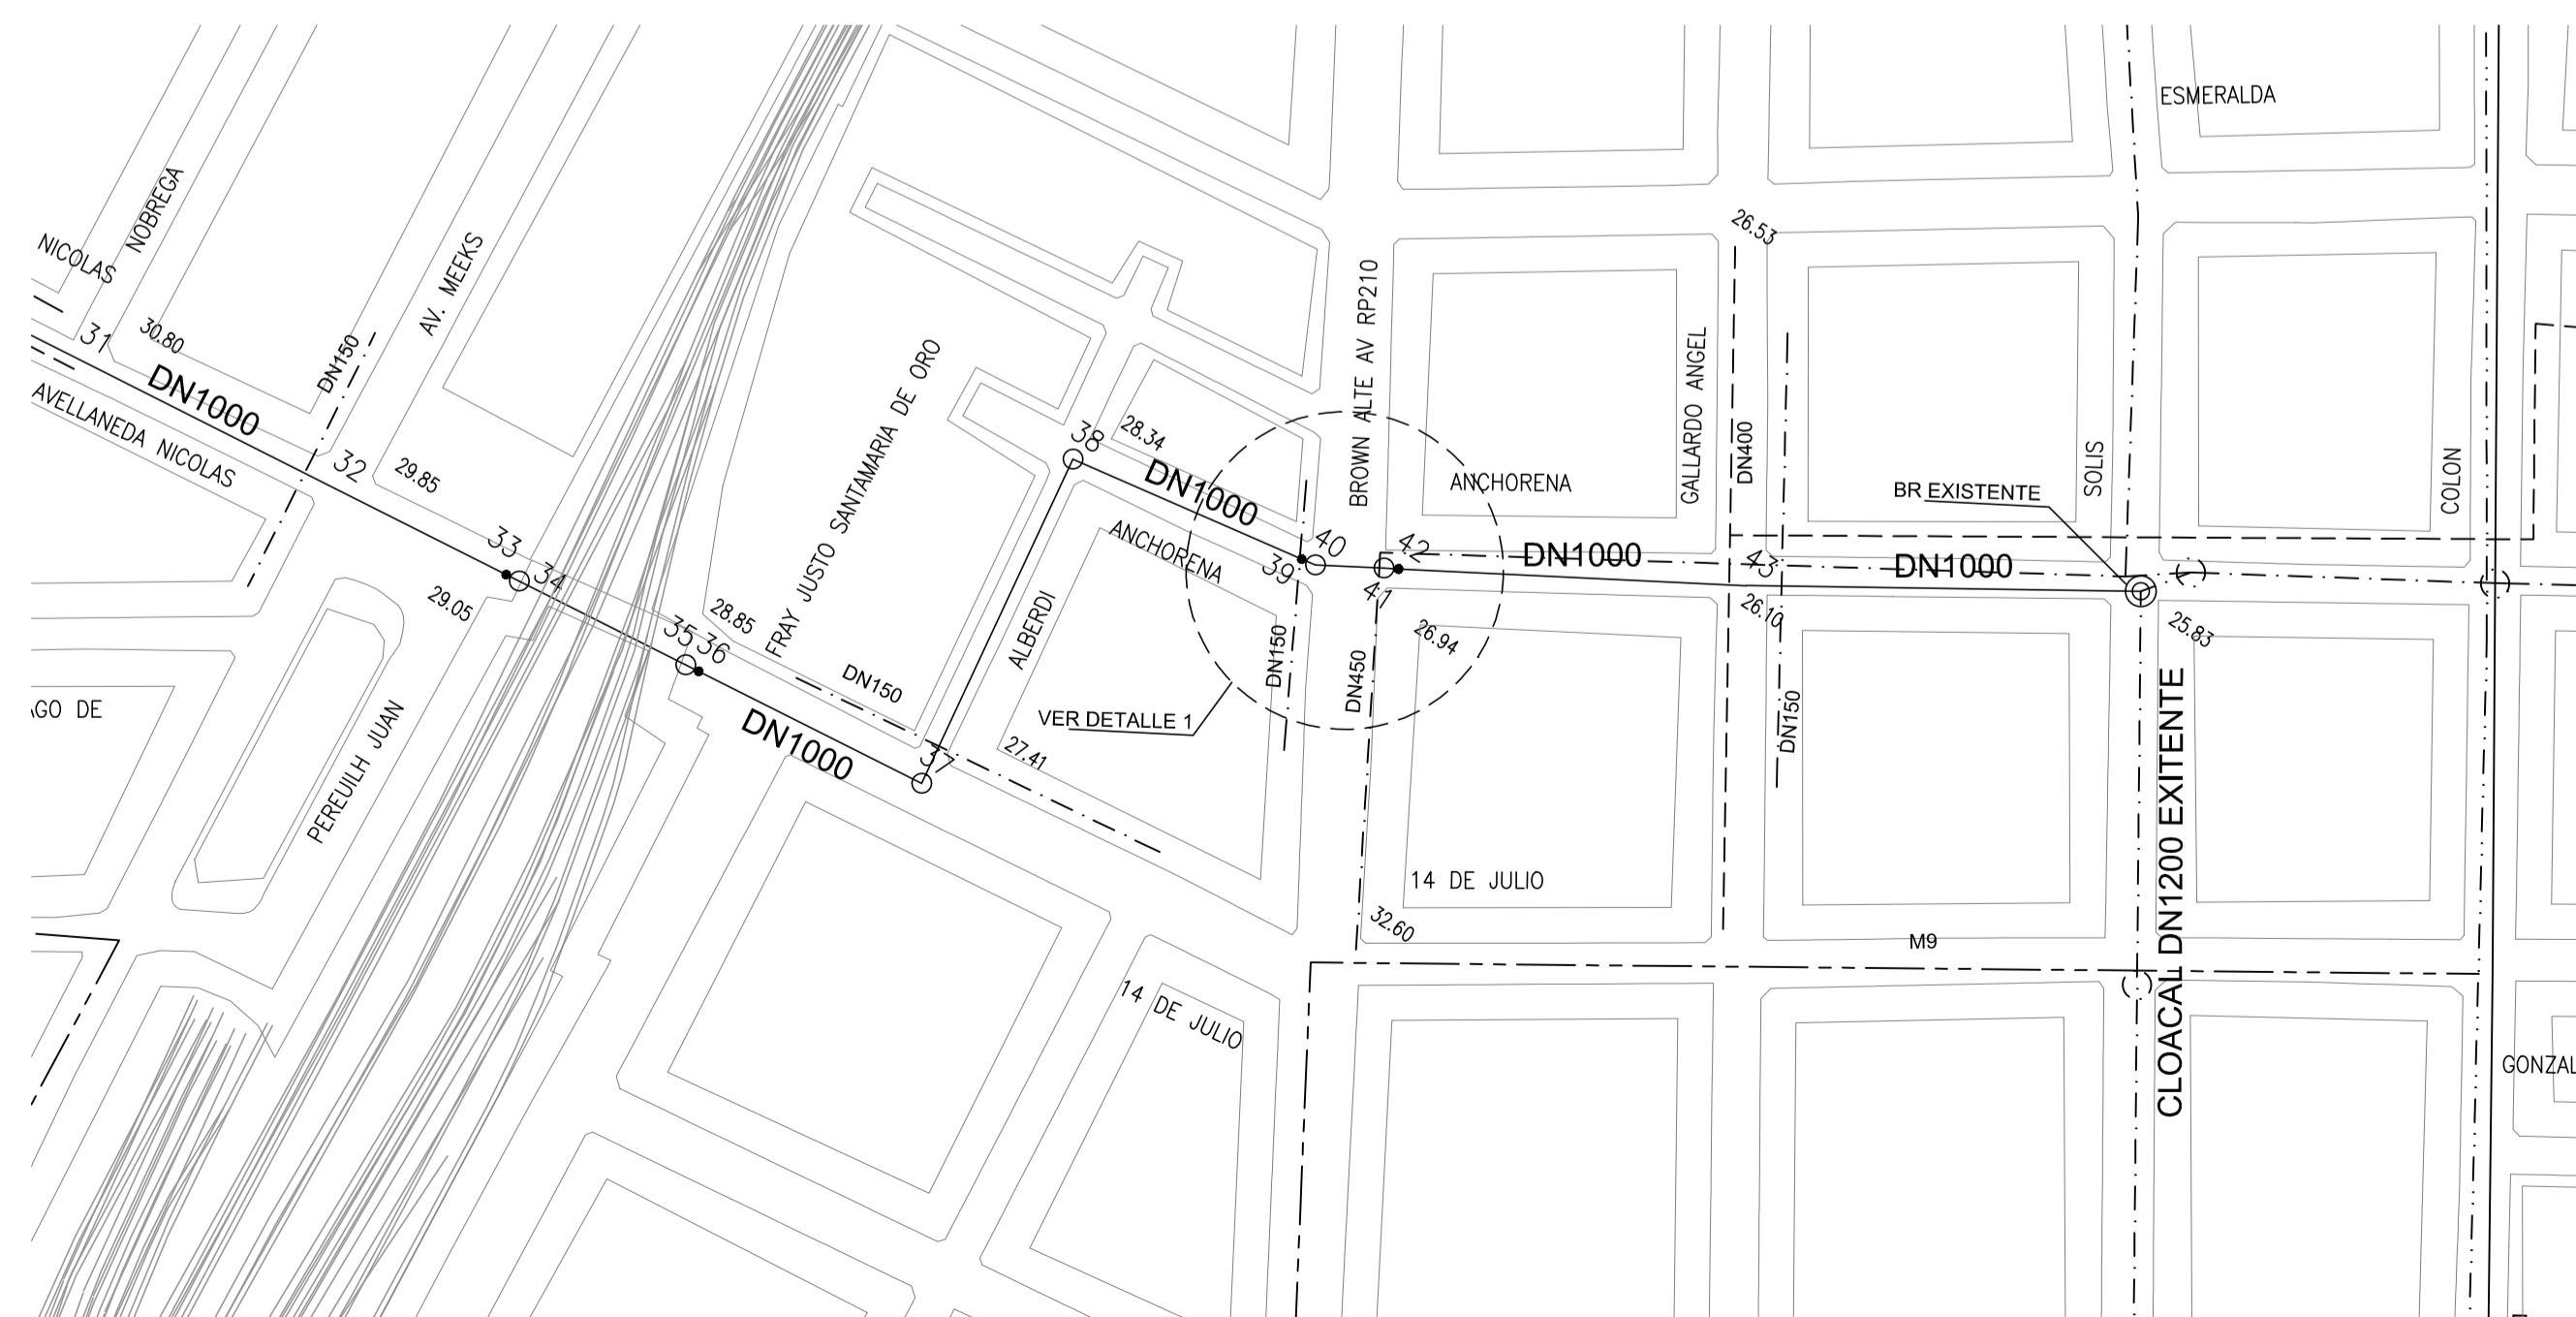 ESMERALDA
NOBREGA
NICOLAS
AV. MEEKS
26.53
31
30.80
DN150
DN1000
AVELLANEDA NICOLAS
32
29.85
FRAY JUSTO SANTAMARIA DE ORO
BROWN ALTE AV RP210
GALLARDO ANGEL
DN400
SOLIS
COLON
38
28.34
DN1000
ANCHORENA
BR EXISTENTE
33
34
29.05
ANCHORENA
39
40
42
41
DN1000
43
DN1000
26.10
25.83
35
36
28.85
ALBERDI
DN150
DN450
26.94
DN150
DN150
VER DETALLE 1
DN1000
37
27.41
AGO DE
PEREUILH JUAN
14 DE JULIO
32.60
M9
CLOACAL DN1200 EXITENTE
14 DE JULIO
GONZAL